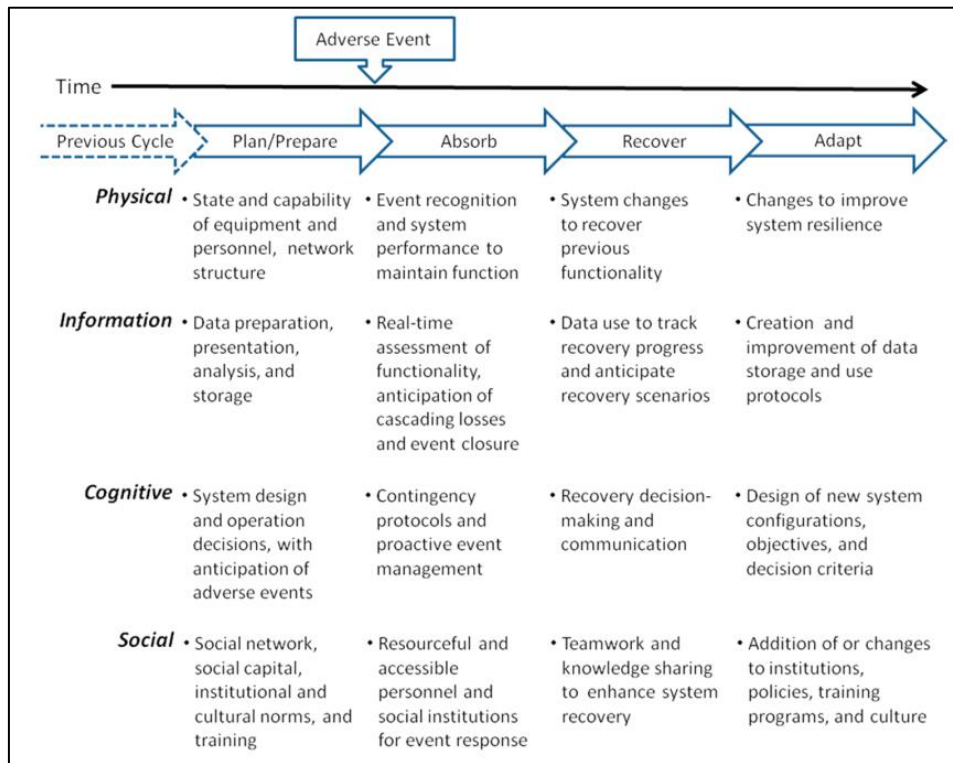 Adverse Event
Time
Previous Cycle
Plan/Prepare
Absorb
Recover
Adapt
Physical
• State and capability
of equipment and
personnel, network
structure
• Event recognition
and system
performance to
maintain function
• System changes
to recover
previous
functionality
• Changes to improve
system resilience
Information
• Data preparation,
presentation,
analysis, and
storage
• Real-time
assessment of
functionality,
anticipation of
cascading losses
and event closure
• Data use to track
recovery progress
and anticipate
recovery scenarios
• Creation and
improvement of data
storage and use
protocols
Cognitive
• System design
and operation
decisions, with
anticipation of
adverse events
• Contingency
protocols and
proactive event
management
• Recovery decision-
making and
communication
• Design of new system
configurations,
objectives, and
decision criteria
Social
• Social network,
social capital,
institutional and
cultural norms, and
training
• Resourceful and
accessible
personnel and
social institutions
for event response
• Teamwork and
knowledge sharing
to enhance system
recovery
• Addition of or changes
to institutions,
policies, training
programs, and culture